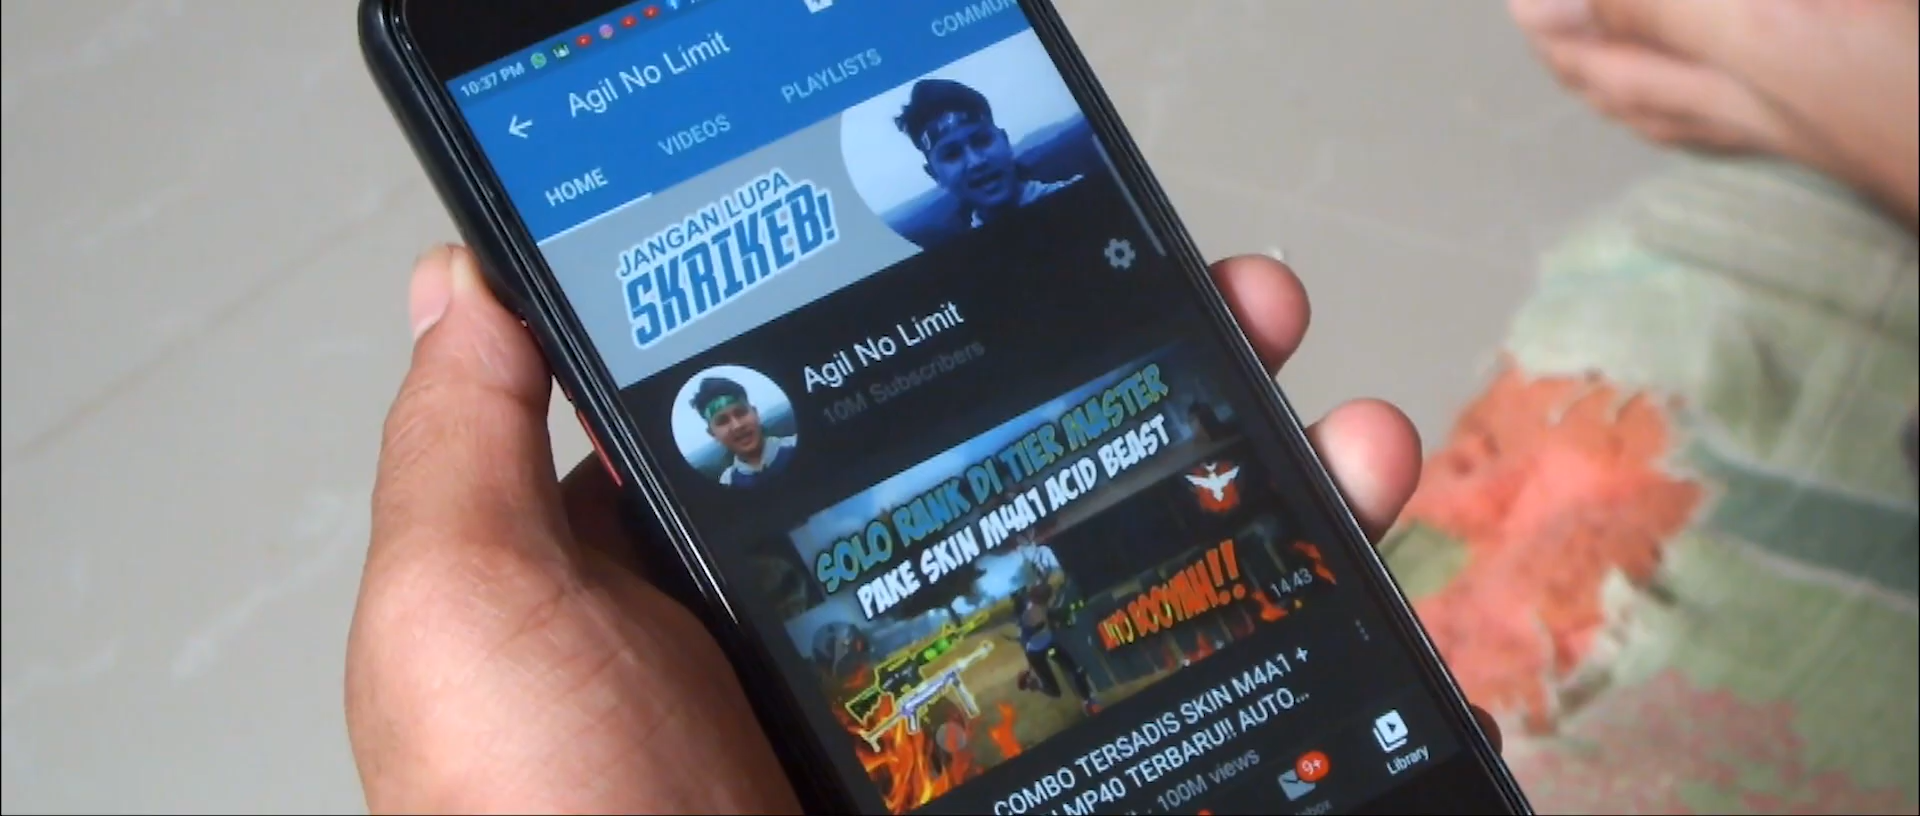 10:37 PM
Agil No Limit
HOME
VIDEOS
PLAYLISTS
COMMUN
JANGAN LUPA
SKRIKEB!
Agil No Limit
10M Subscribers
SOLO RANK DI TIER MASTER
PAKE SKIN M4A1 ACID BEAST
BOOYAH!!
14:43
COMBO TERSADIS SKIN M4A1 +
MP40 TERBARU!!! AUTO...
· 100M views
9+
Library